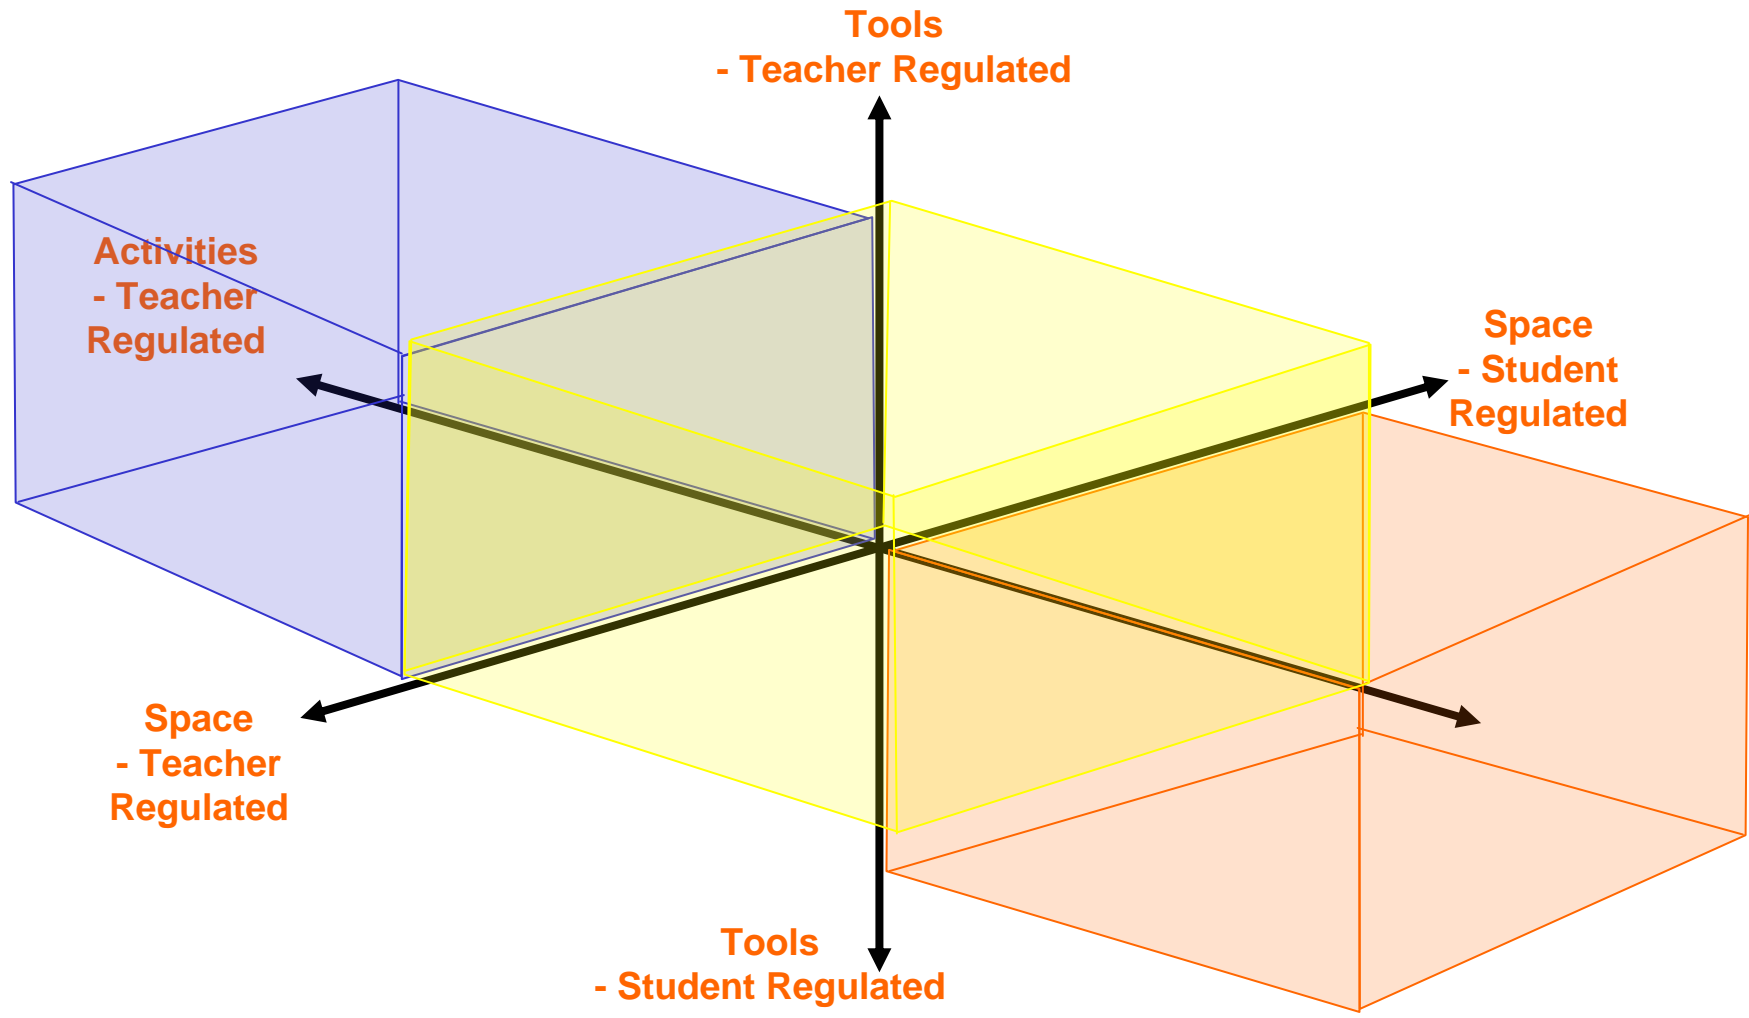 Tools
- Teacher Regulated
Activities
- Teacher
Regulated
Space
- Student
Regulated
Space
- Teacher
Regulated
Tools
- Student Regulated